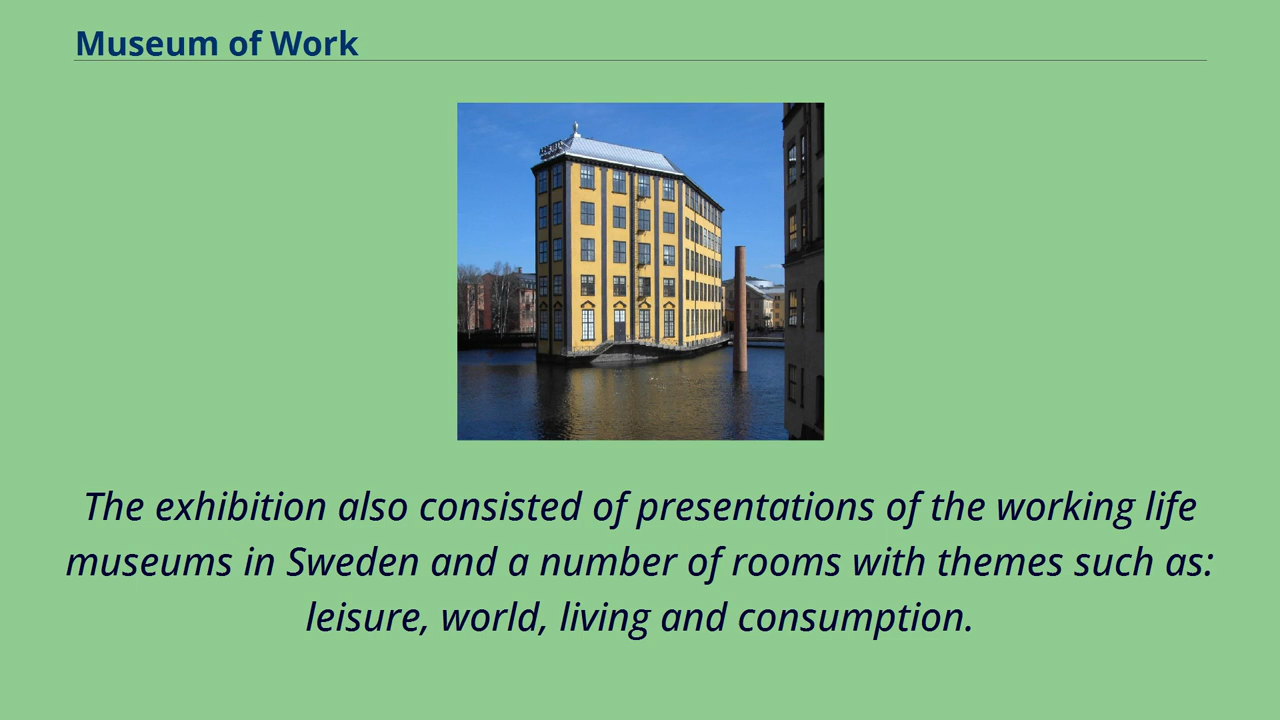 Museum of Work
The exhibition also consisted of presentations of the working life
museums in Sweden and a number of rooms with themes such as:
leisure, world, living and consumption.